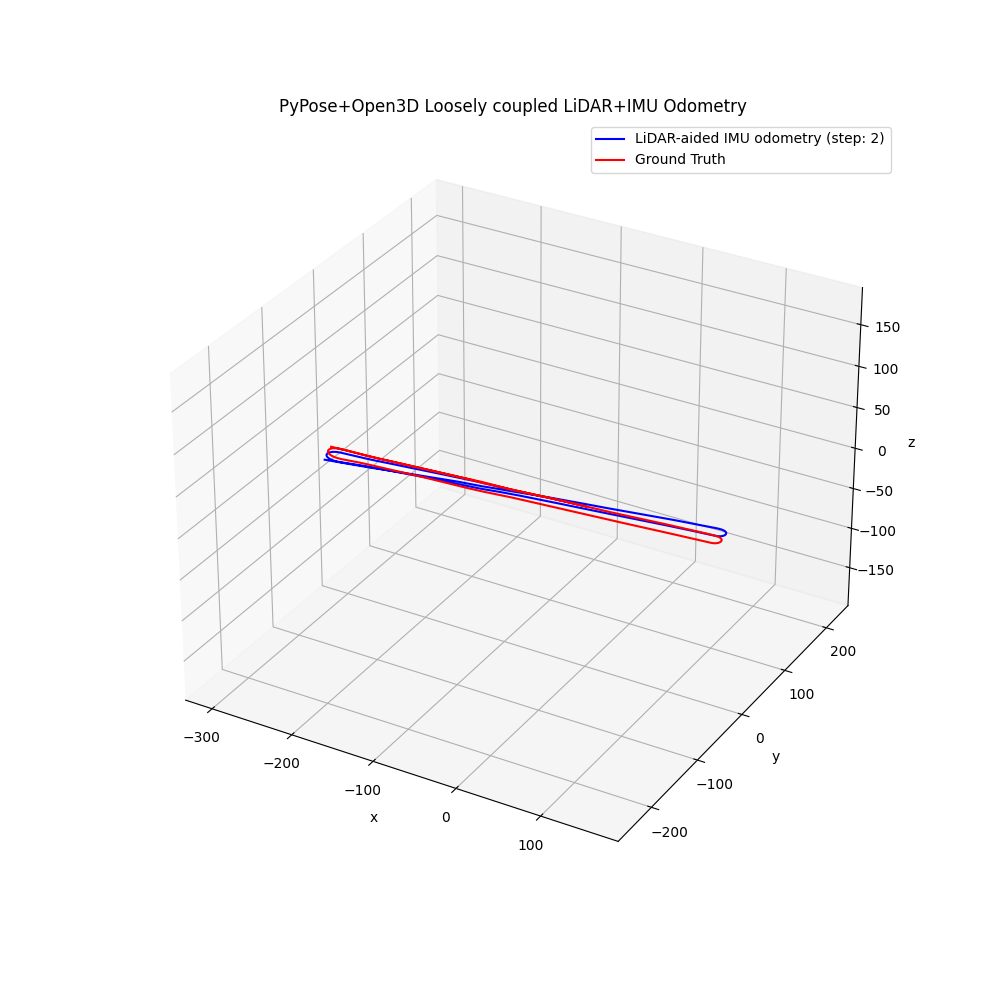 PyPose+Open3D Loosely coupled LiDAR+IMU Odometry
LiDAR-aided IMU odometry (step: 2)
Ground Truth
150
100
50
0
−50
−100
−150
z
200
100
0
−100
−200
y
−300
−200
−100
0
100
x